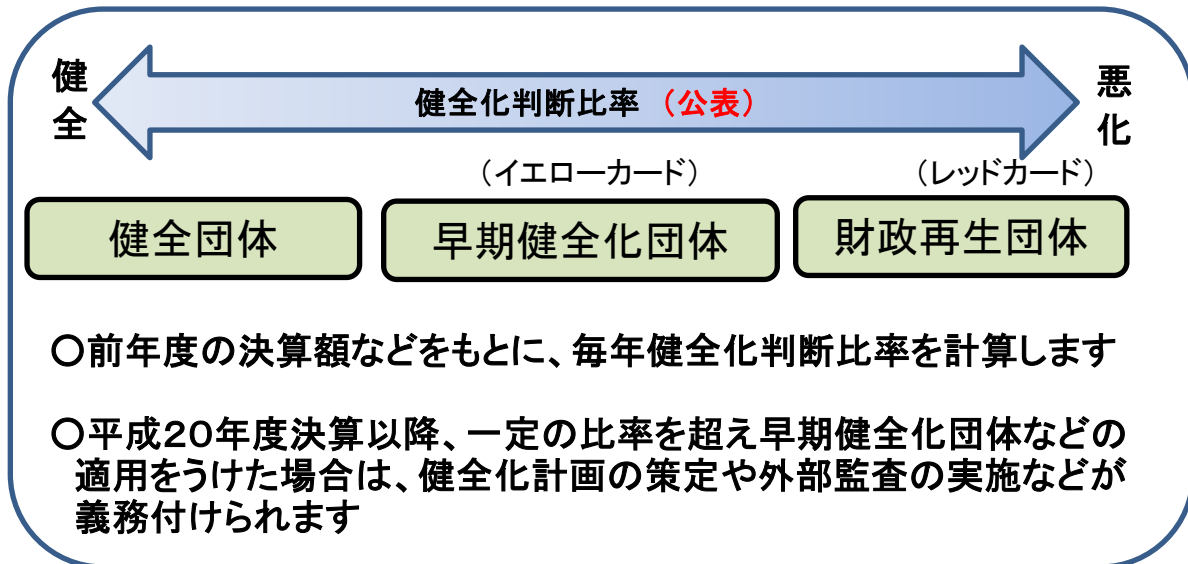 健全
悪化
健全化判断比率 （公表）
（イエローカード）
（レッドカード）
健全団体
早期健全化団体
財政再生団体
○前年度の決算額などをもとに、毎年健全化判断比率を計算します
○平成２０年度決算以降、一定の比率を超え早期健全化団体などの
適用をうけた場合は、健全化計画の策定や外部監査の実施などが
義務付けられます